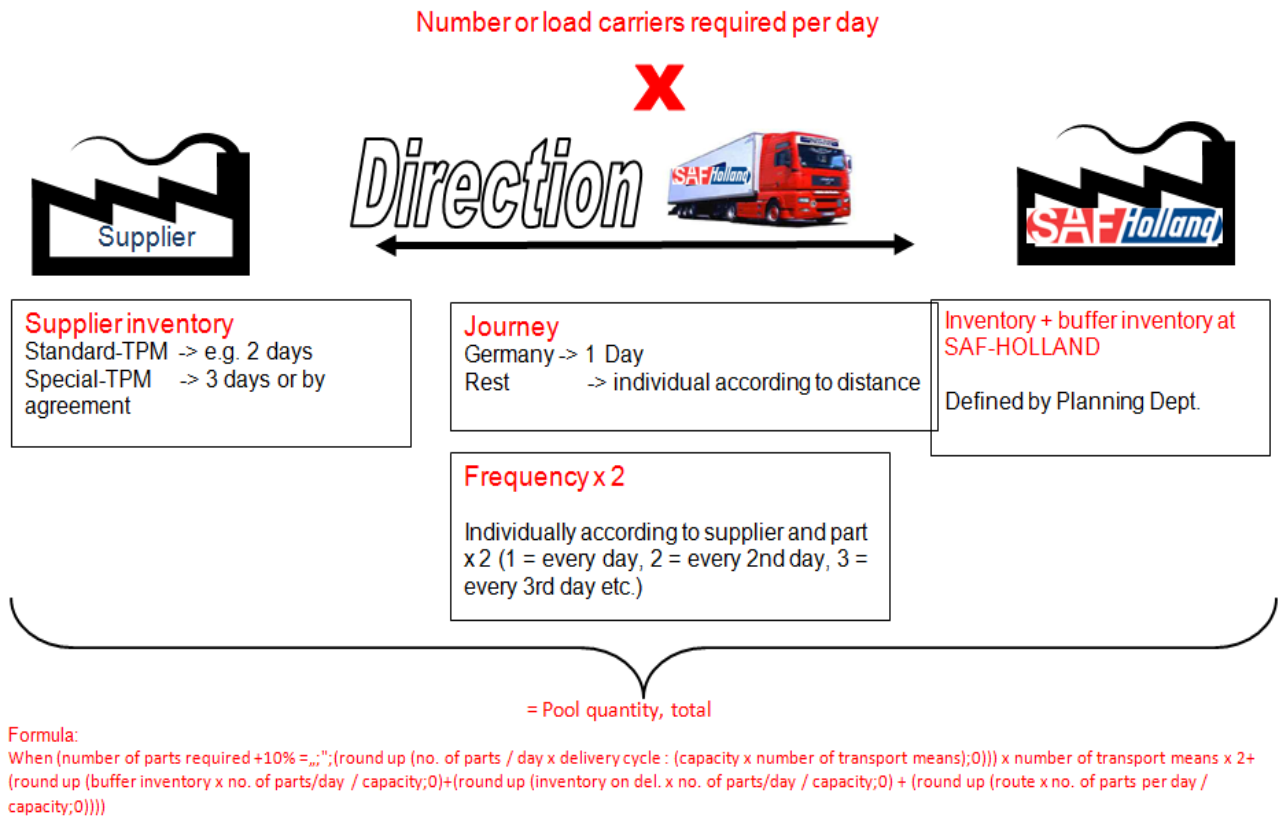 Number or load carriers required per day
X
Direction
SAF Holland
Supplier
SAF Holland
Supplier inventory
Standard-TPM -> e.g. 2 days
Special-TPM -> 3 days or by
agreement
Journey
Germany -> 1 Day
Rest -> individual according to distance
Inventory + buffer inventory at
SAF-HOLLAND
Defined by Planning Dept.
Frequency x 2
Individually according to supplier and part
x 2 (1 = every day, 2 = every 2nd day, 3 =
every 3rd day etc.)
= Pool quantity, total
Formula:
When (number of parts required +10% =„;";(round up (no. of parts / day x delivery cycle : (capacity x number of transport means);0))) x number of transport means x 2+
(round up (buffer inventory x no. of parts/day / capacity;0)+(round up (inventory on del. x no. of parts/day / capacity;0) + (round up (route x no. of parts per day /
capacity;0))))